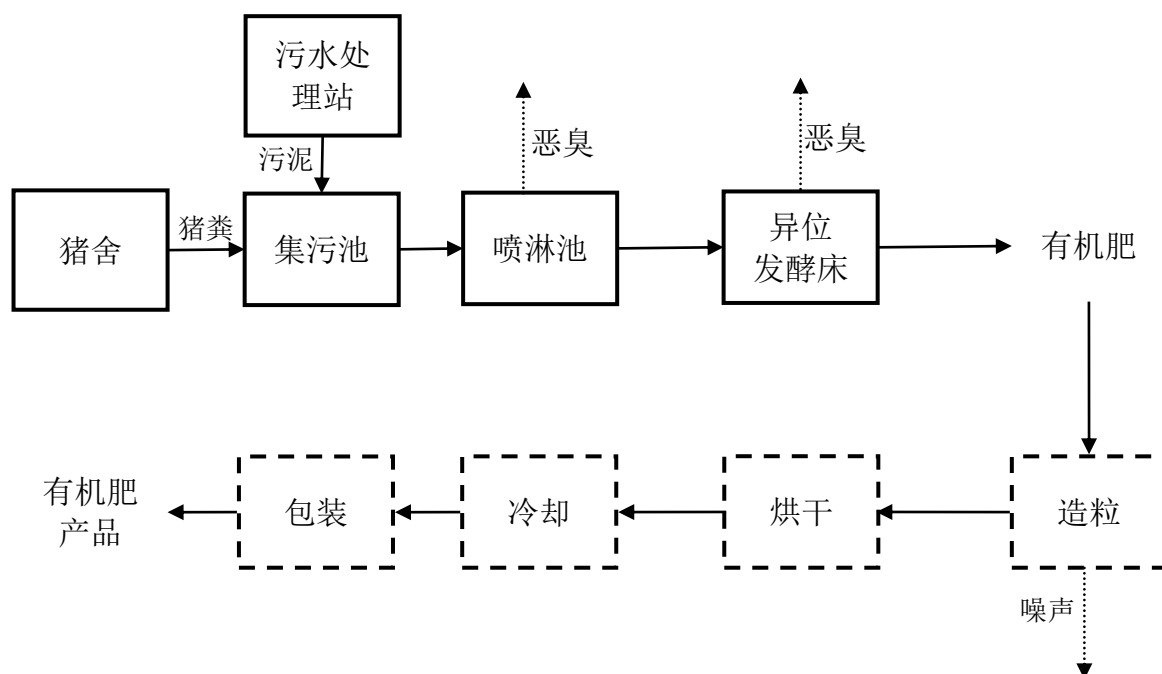 污水处
理站
恶臭
恶臭
污泥
猪粪
猪舍
集污池
喷淋池
异位
发酵床
有机肥
有机肥
产品
包装
冷却
烘干
造粒
噪声